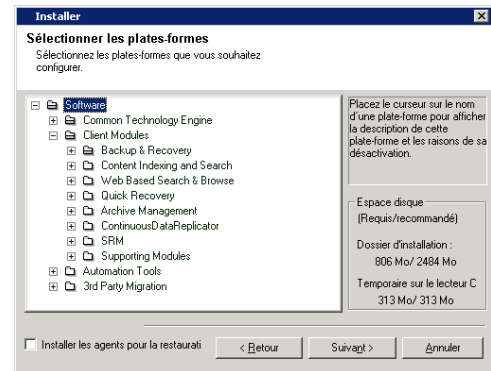 Installer
Sélectionner les plates-formes
Sélectionnez les plates-formes que vous souhaitez
configurer.
Software
Common Technology Engine
Client Modules
Backup & Recovery
Content Indexing and Search
Web Based Search & Browse
Quick Recovery
Archive Management
ContinuousDataReplicator
SRM
Supporting Modules
Automation Tools
3rd Party Migration
Placez le curseur sur le nom
d'une plate-forme pour afficher
la description de cette
plate-forme et les raisons de sa
désactivation.
Espace disque
(Requis/recommandé)
Dossier d'installation :
806 Mo/ 2484 Mo
Temporaire sur le lecteur C
313 Mo/ 313 Mo
Installer les agents pour la restaurati
< Retour
Suivant >
Annuler